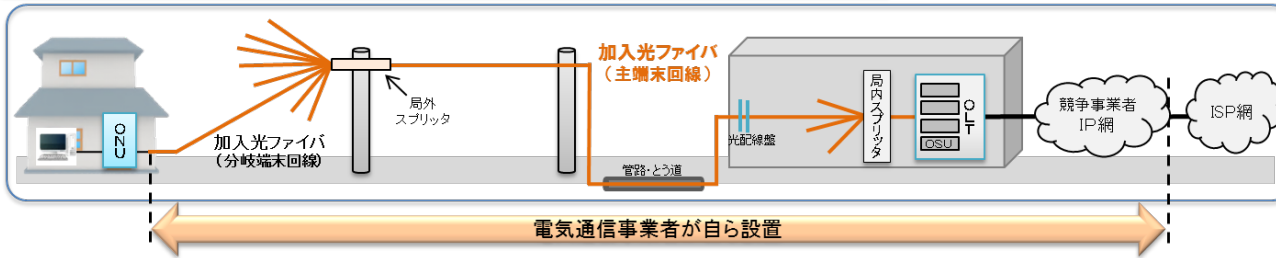 ONU
加入光ファイバ
(分岐端末回線)
局外
スプリッタ
加入光ファイバ
(主端末回線)
管路・とう道
光配線盤
局内スプリッタ
OLT
OSU
競争事業者
IP網
ISP網
電気通信事業者が自ら設置